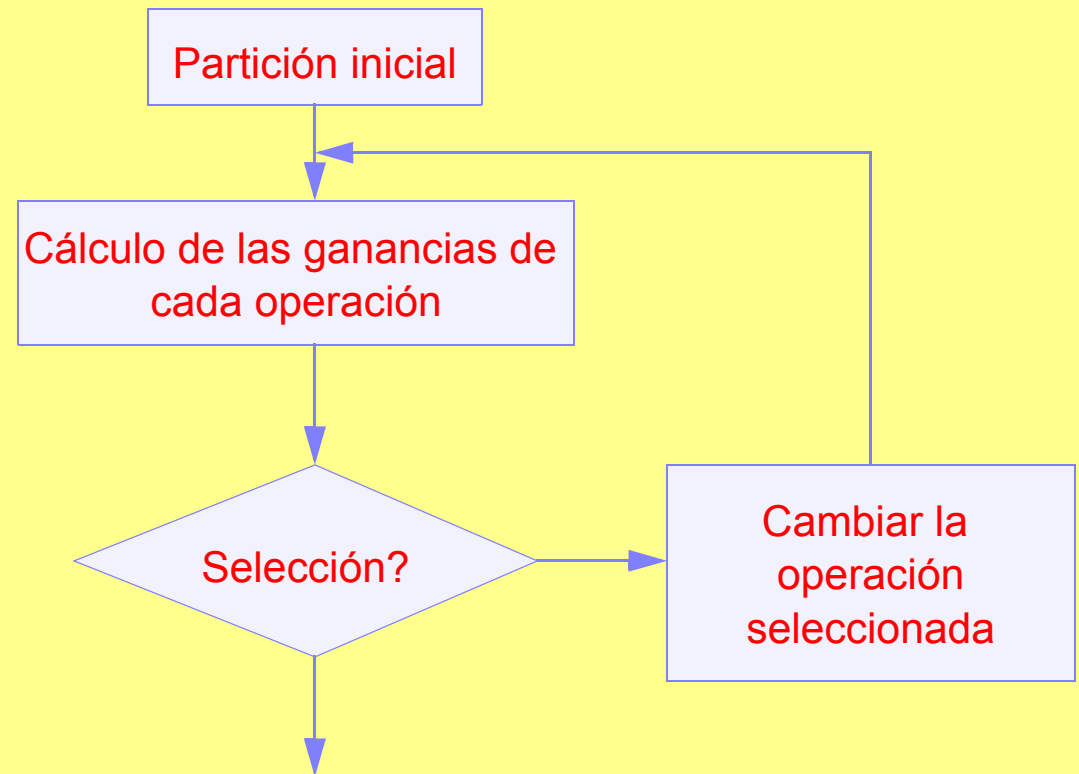 Partición inicial
Cálculo de las ganancias de
cada operación
Selección?
Cambiar la
operación
seleccionada